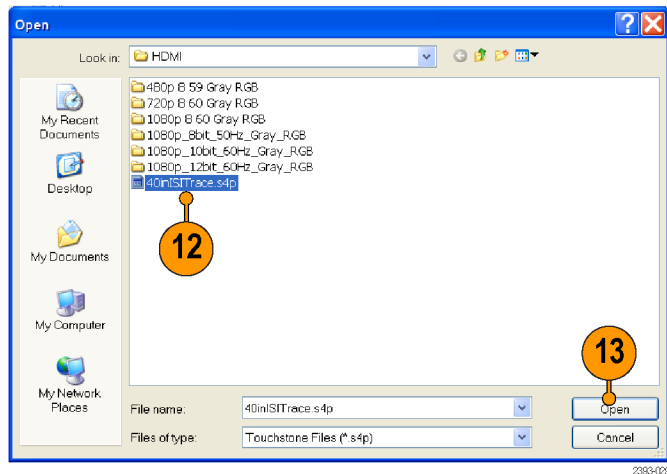 Open
Look in:
HDMI
480p 8 59 Gray RGB
720p 8 60 Gray RGB
1080p 8 60 Gray RGB
1080p_8bit_50Hz_Gray_RGB
1080p_10bit_60Hz_Gray_RGB
1080p_12bit_60Hz_Gray_RGB
40inISITrace.s4p
My Recent
Documents
Desktop
My Documents
My Computer
My Network
Places
12
13
File name:
40inISITrace.s4p
Open
Files of type:
Touchstone Files (*.s4p)
Cancel